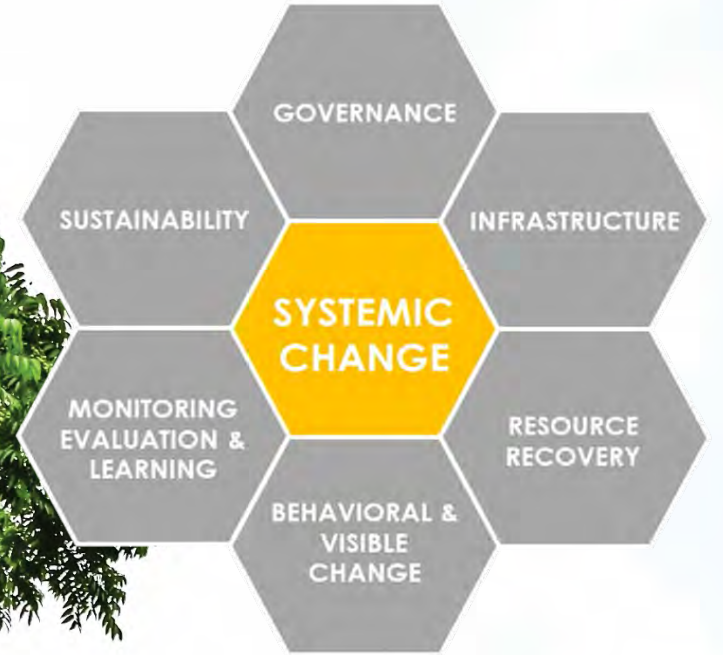 GOVERNANCE
SUSTAINABILITY
INFRASTRUCTURE
SYSTEMIC
CHANGE
MONITORING
EVALUATION &
LEARNING
RESOURCE
RECOVERY
BEHAVIORAL &
VISIBLE
CHANGE